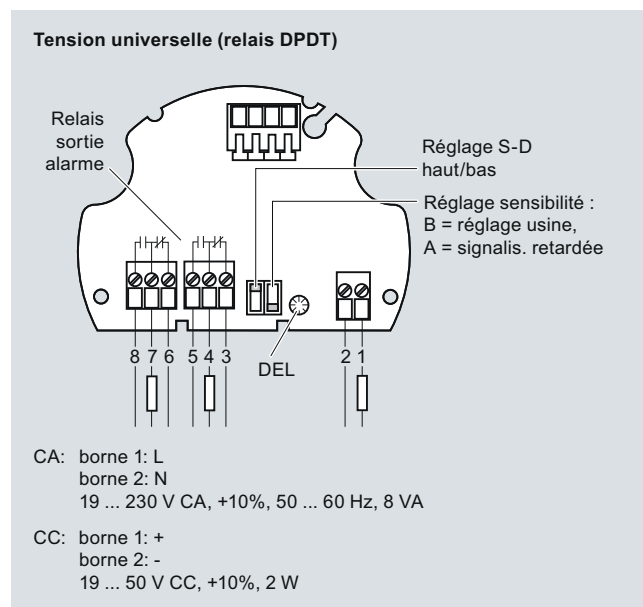 Tension universelle (relais DPDT)
Relais
sortie
alarme
Réglage S-D
haut/bas
Réglage sensibilité :
B = réglage usine,
A = signalis. retardée
8 7 6 5 4 3 2 1
DEL
CA: borne 1: L
borne 2: N
19 ... 230 V CA, +10%, 50 ... 60 Hz, 8 VA
CC: borne 1: +
borne 2: -
19 ... 50 V CC, +10%, 2 W